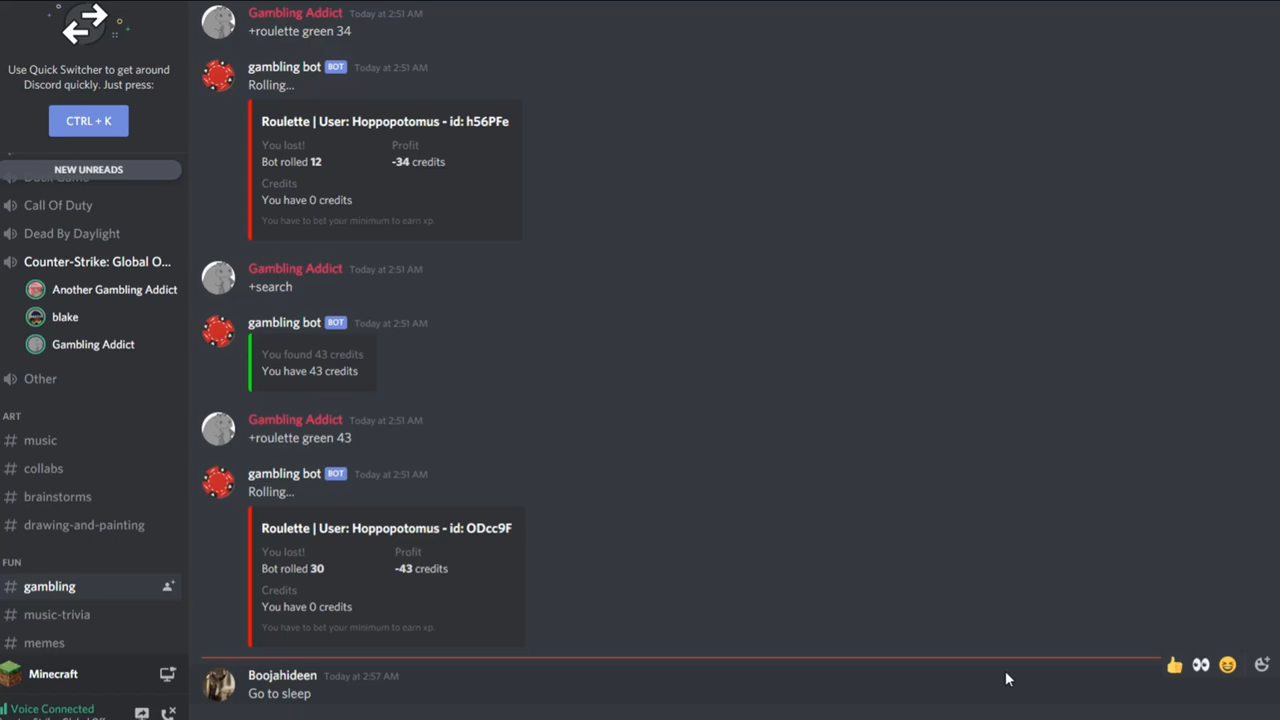 Use Quick Switcher to get around
Discord quickly. Just press:
CTRL + K
NEW UNREADS
Call Of Duty
Dead By Daylight
Counter-Strike: Global O...
Another Gambling Addict
blake
Gambling Addict
Other
ART
# music
# collabs
# brainstorms
# drawing-and-painting
FUN
# gambling
# music-trivia
# memes
Minecraft
Voice Connected
Gambling Addict Today at 2:51 AM
+roulette green 34
gambling bot BOT Today at 2:51 AM
Rolling...
Roulette | User: Hoppopotomus - id: h56PFe
You lost! Profit
Bot rolled 12 -34 credits
Credits
You have 0 credits
You have to bet your minimum to earn xp.
Gambling Addict Today at 2:51 AM
+search
gambling bot BOT Today at 2:51 AM
You found 43 credits
You have 43 credits
Gambling Addict Today at 2:51 AM
+roulette green 43
gambling bot BOT Today at 2:51 AM
Rolling...
Roulette | User: Hoppopotomus - id: ODcc9F
You lost! Profit
Bot rolled 30 -43 credits
Credits
You have 0 credits
You have to bet your minimum to earn xp.
Boojahideen Today at 2:57 AM
Go to sleep